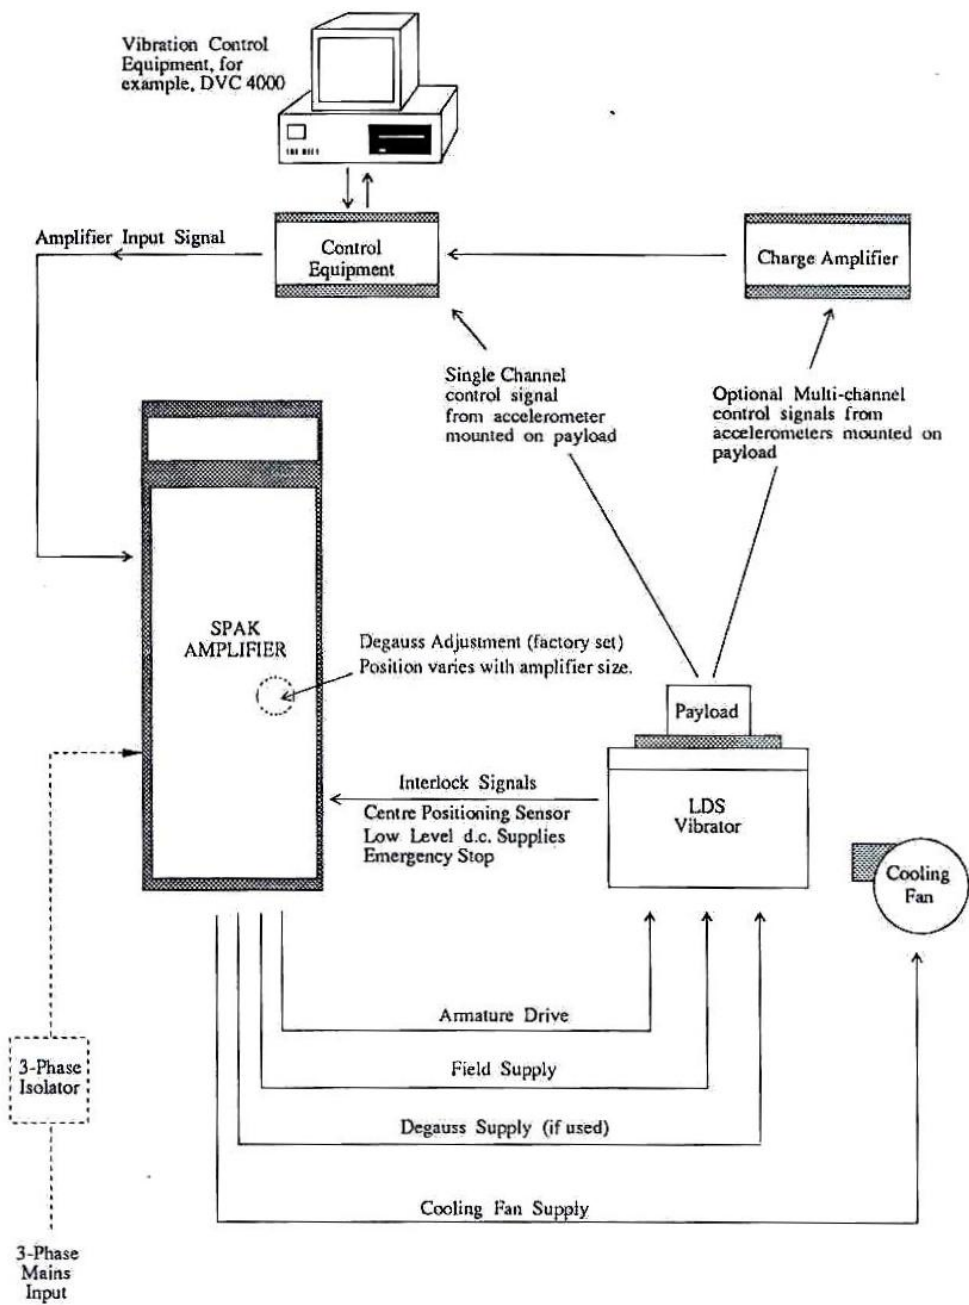 Vibration Control
Equipment, for
example, DVC 4000
Amplifier Input Signal
Control
Equipment
Charge Amplifier
Single Channel
control signal
from accelerometer
mounted on payload
Optional Multi-channel
control signals from
accelerometers mounted on
payload
SPAK
AMPLIFIER
Degauss Adjustment (factory set)
Position varies with amplifier size.
Payload
Interlock Signals
Centre Positioning Sensor
Low Level d.c. Supplies
Emergency Stop
LDS
Vibrator
Cooling
Fan
Armature Drive
3-Phase
Isolator
Field Supply
Degauss Supply (if used)
Cooling Fan Supply
3-Phase
Mains
Input